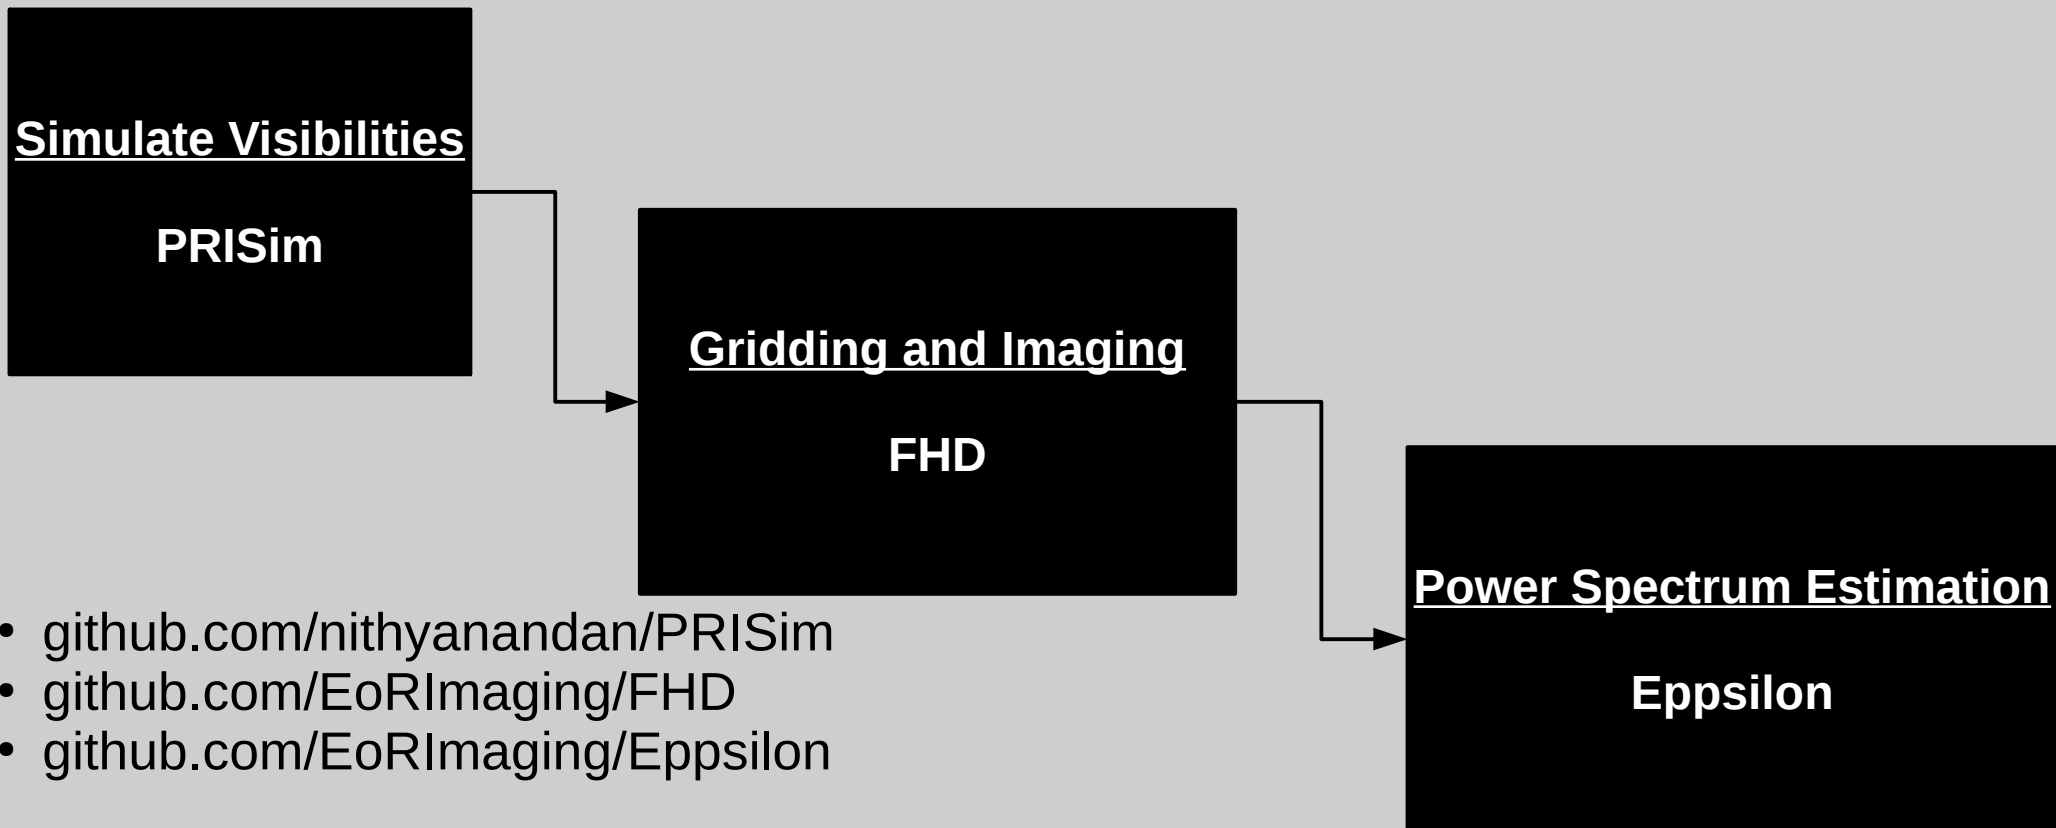 Simulate Visibilities
PRISim
Gridding and Imaging
FHD
Power Spectrum Estimation
Eppsilon
• github.com/nithyanandan/PRISim
• github.com/EoRImaging/FHD
• github.com/EoRImaging/Eppsilon